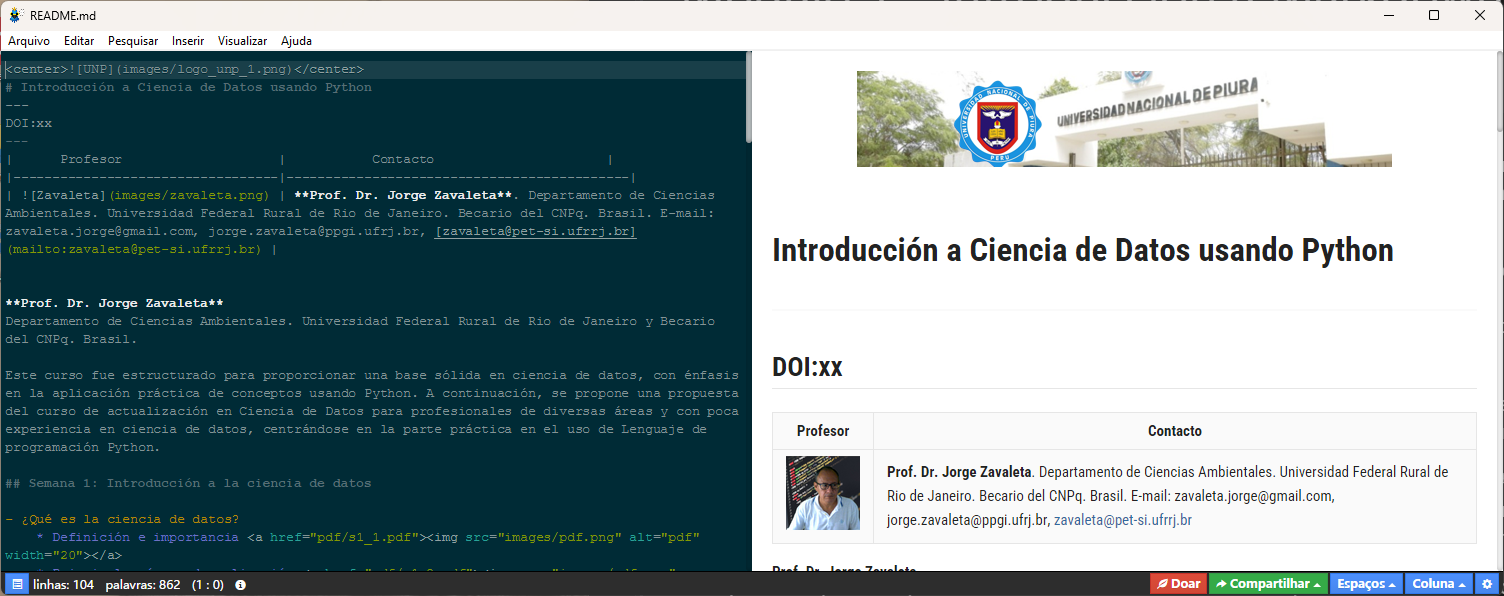 README.md
Arquivo Editar Pesquisar Inserir Visualizar Ajuda
<center>![UNP](images/logo_unp_1.png)</center>
# Introducción a Ciencia de Datos usando Python
---
DOI:xx
---
| Profesor | Contacto |
|----------------------------------|--------------------------------------------|
| ![Zavaleta](images/zavaleta.png) | **Prof. Dr. Jorge Zavaleta**. Departamento de Ciencias
Ambientales. Universidad Federal Rural de Rio de Janeiro. Becario del CNPq. Brasil. E-mail:
zavaleta.jorge@gmail.com, jorge.zavaleta@ppgi.ufrj.br, [zavaleta@pet-si.ufrrj.br]
(mailto:zavaleta@pet-si.ufrrj.br) |
**Prof. Dr. Jorge Zavaleta**
Departamento de Ciencias Ambientales. Universidad Federal Rural de Rio de Janeiro y Becario
del CNPq. Brasil.
Este curso fue estructurado para proporcionar una base sólida en ciencia de datos, con énfasis
en la aplicación práctica de conceptos usando Python. A continuación, se propone una propuesta
del curso de actualización en Ciencia de Datos para profesionales de diversas áreas y con poca
experiencia en ciencia de datos, centrándose en la parte práctica en el uso de Lenguaje de
programación Python.
## Semana 1: Introducción a la ciencia de datos
- ¿Qué es la ciencia de datos?
* Definición e importancia <a href="pdf/s1_1.pdf"><img src="images/pdf.png" alt="pdf"
width="20"></a>
UNIVERSIDAD NACIONAL DE PIURA
PERU
UNIVERSIDAD NACIONAL DE PIURA
Introducción a Ciencia de Datos usando Python
DOI:xx
Profesor Contacto
Prof. Dr. Jorge Zavaleta. Departamento de Ciencias Ambientales. Universidad Federal Rural de
Rio de Janeiro. Becario del CNPq. Brasil. E-mail: zavaleta.jorge@gmail.com,
jorge.zavaleta@ppgi.ufrj.br, zavaleta@pet-si.ufrrj.br
Prof. Dr. Jorge Zavaleta
linhas: 104 palavras: 862 (1 : 0)
Doar Compartilhar Espaços Coluna